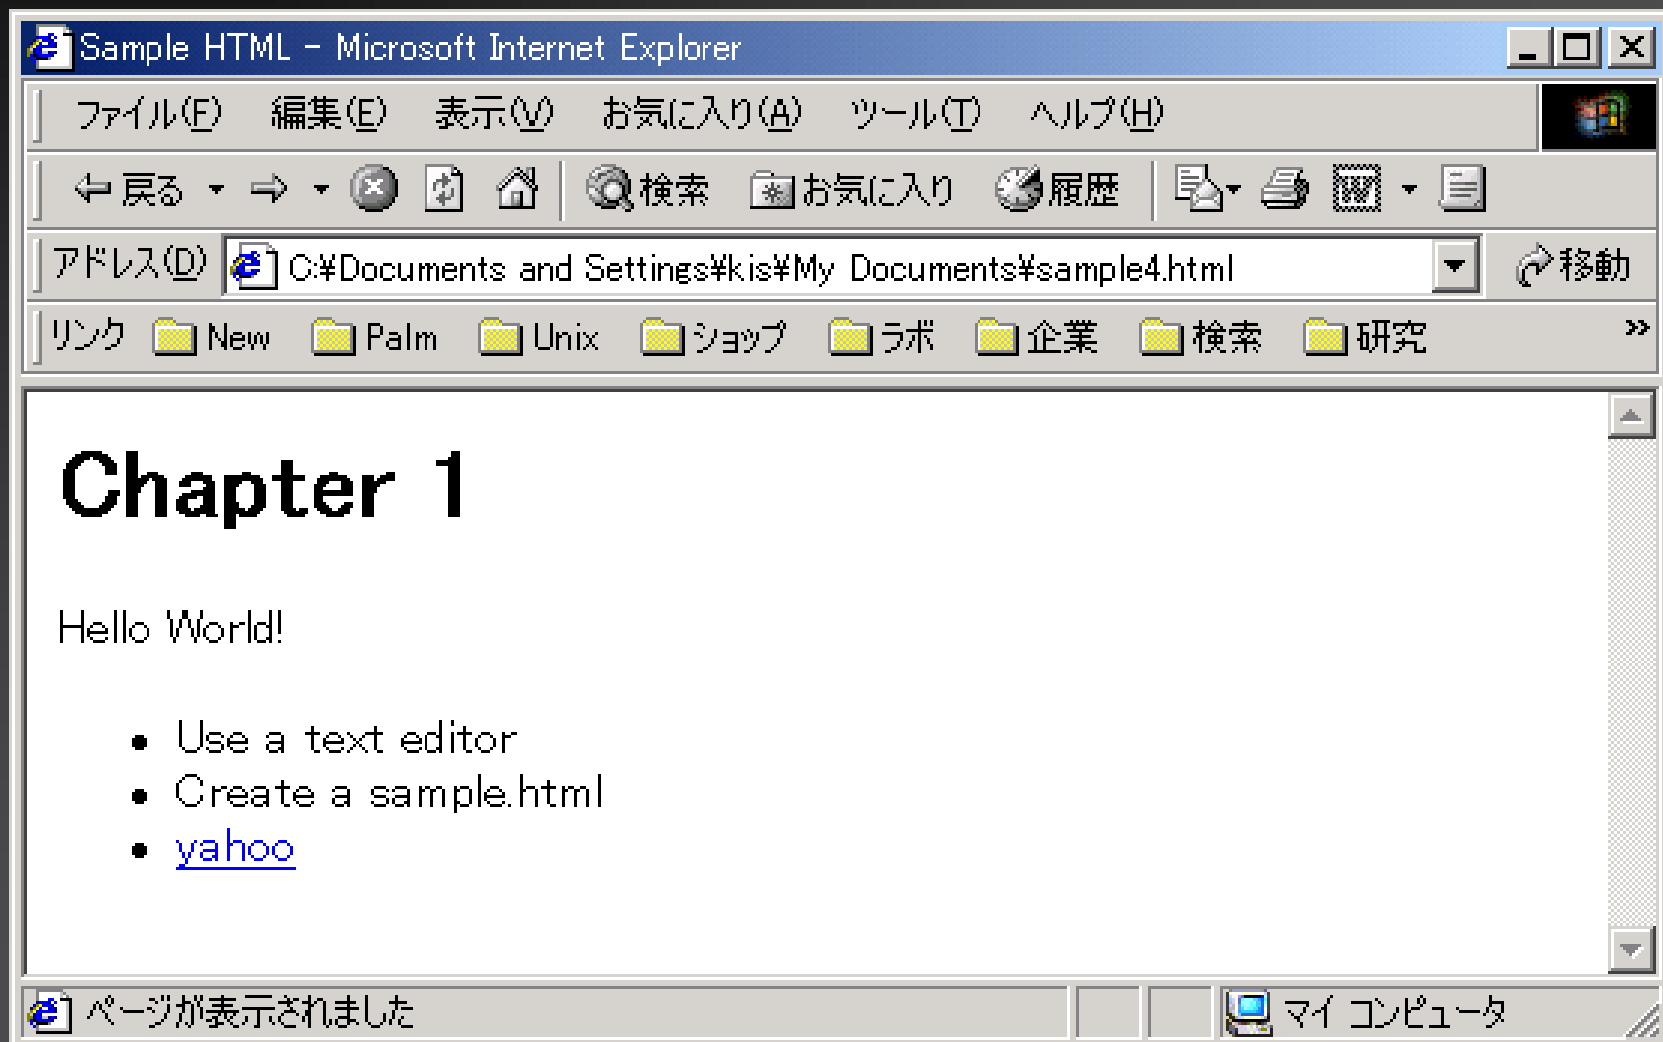 Sample HTML - Microsoft Internet Explorer
ファイル(F) 編集(E) 表示(V) お気に入り(A) ツール(T) ヘルプ(H)
戻る 検索 お気に入り 履歴
アドレス(D) C:¥Documents and Settings¥kis¥My Documents¥sample4.html 移動
リンク New Palm Unix ショップ ラボ 企業 検索 研究 »
Chapter 1
Hello World!
• Use a text editor
• Create a sample.html
• yahoo
ページが表示されました マイ コンピュータ